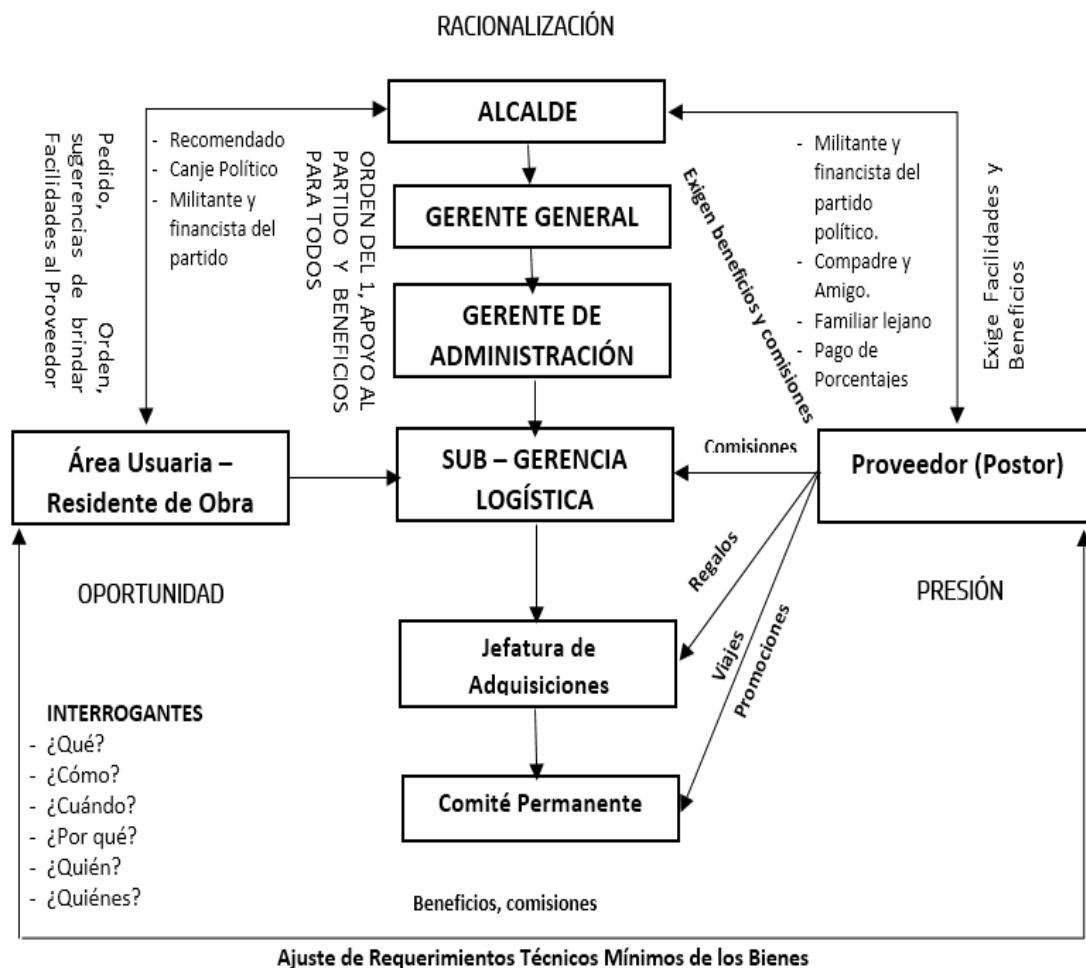 RACIONALIZACIÓN
ALCALDE
Pedido, Orden,
sugerencias de brindar
Facilidades al Proveedor
- Recomendado
- Canje Político
- Militante y
financista del
partido
ORDEN DEL 1, APOYO AL
PARTIDO Y BENEFICIOS
PARA TODOS
GERENTE GENERAL
GERENTE DE
ADMINISTRACIÓN
Exigen beneficios y comisiones
- Militante y
financista del
partido
político.
- Compadre y
Amigo.
- Familiar lejano
- Pago de
Porcentajes
Exige Facilidades y
Beneficios
Área Usuaria –
Residente de Obra
SUB – GERENCIA
LOGÍSTICA
Comisiones
Proveedor (Postor)
OPORTUNIDAD
Regalos
Viajes
Promociones
PRESIÓN
Jefatura de
Adquisiciones
INTERROGANTES
- ¿Qué?
- ¿Cómo?
- ¿Cuándo?
- ¿Por qué?
- ¿Quién?
- ¿Quiénes?
Comité Permanente
Beneficios, comisiones
Ajuste de Requerimientos Técnicos Mínimos de los Bienes